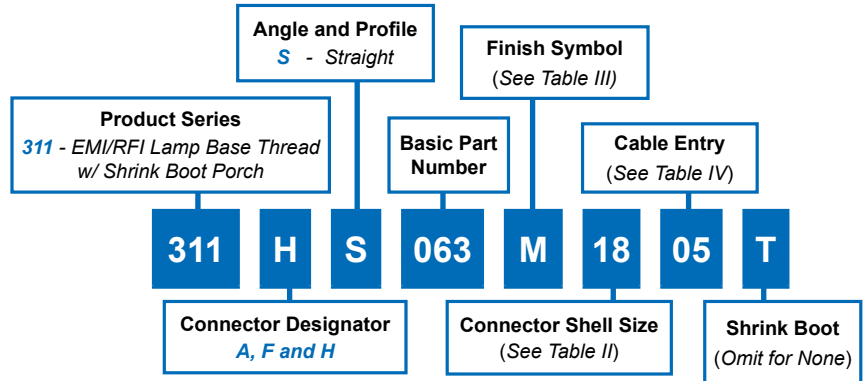 Angle and Profile
S - Straight
Finish Symbol
(See Table III)
Product Series
311 - EMI/RFI Lamp Base Thread
w/ Shrink Boot Porch
Basic Part
Number
Cable Entry
(See Table IV)
311 H S 063 M 18 05 T
Connector Designator
A, F and H
Connector Shell Size
(See Table II)
Shrink Boot
(Omit for None)